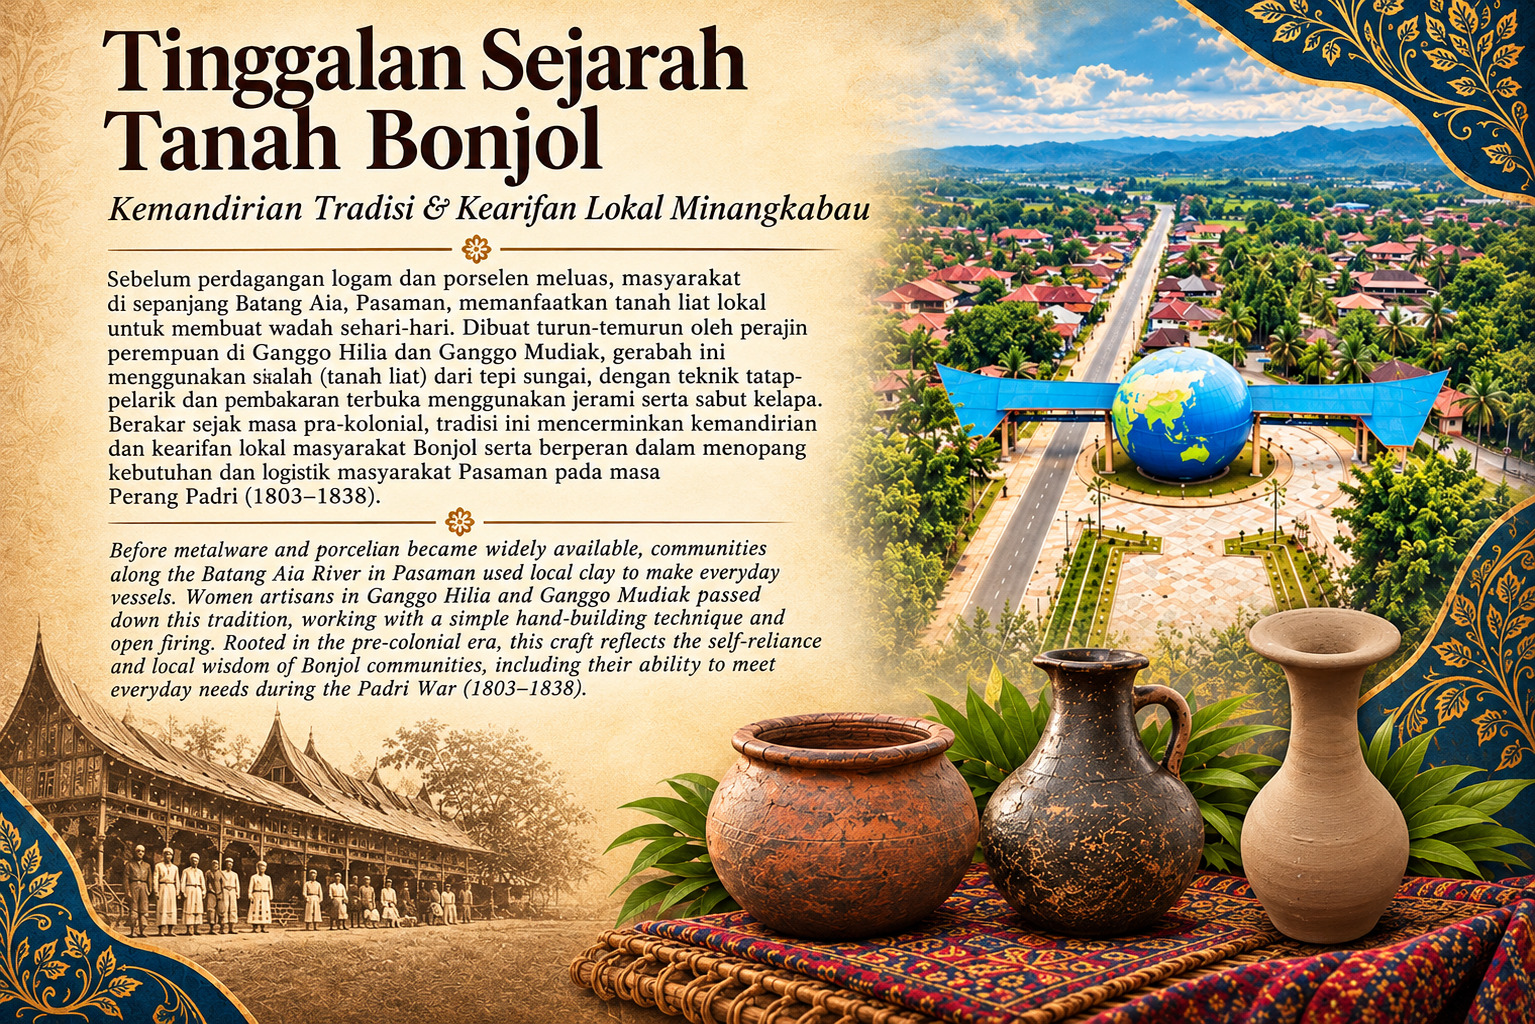 Tinggalan Sejarah
Tanah Bonjol
Kemandirian Tradisi & Kearifan Lokal Minangkabau
Sebelum perdagangan logam dan porselen meluas, masyarakat
di sepanjang Batang Aia, Pasaman, memanfaatkan tanah liat lokal
untuk membuat wadah sehari-hari. Dibuat turun-temurun oleh perajin
perempuan di Ganggo Hilia dan Ganggo Mudiak, gerabah ini
menggunakan (tanah liat) dari tepi sungai, dengan teknik tatap-
pelarik dan pembakaran terbuka menggunakan jerami serta sabut kelapa.
Berakar sejak masa pra-kolonial, tradisi ini mencerminkan kemandirian
dan kearifan lokal masyarakat Bonjol serta berperan dalam menopang
kebutuhan dan logistik masyarakat Pasaman pada masa
Perang Padri (1803–1838).
Before metalware and porcelian became widely available, communities
along the Batang Aia River in Pasaman used local clay to make everyday
vessels. Women artisans in Ganggo Hilia and Ganggo Mudiak passed
down this tradition, working with a simple hand-building technique and
open firing. Rooted in the pre-colonial era, this craft reflects the self-reliance
and local wisdom of Bonjol communities, including their ability to meet
everyday needs during the Padri War (1803–1838).